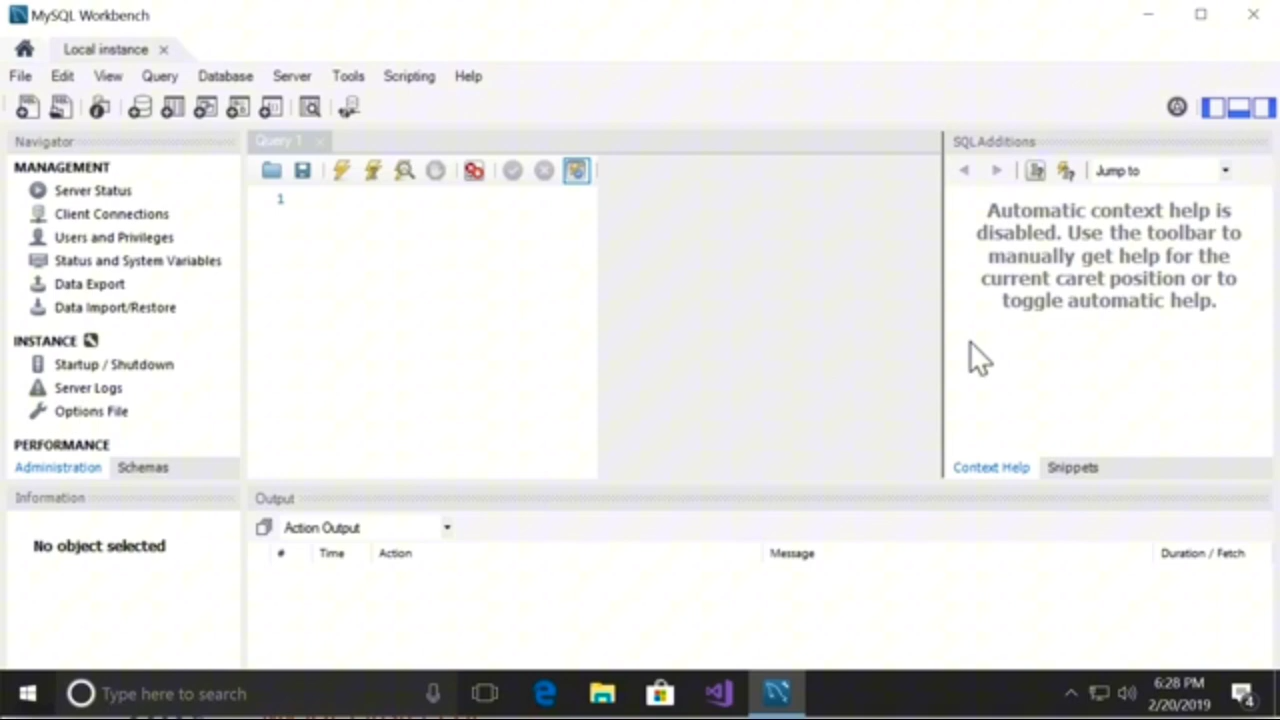 MySQL Workbench
Local instance
File Edit View Query Database Server Tools Scripting Help
Navigator
MANAGEMENT
Server Status
Client Connections
Users and Privileges
Status and System Variables
Data Export
Data Import/Restore
INSTANCE
Startup / Shutdown
Server Logs
Options File
PERFORMANCE
Administration Schemas
Query 1
1
SQLAdditions
Jump to
Automatic context help is
disabled. Use the toolbar to
manually get help for the
current caret position or to
toggle automatic help.
Context Help Snippets
Information
No object selected
Output
Action Output
# Time Action Message Duration / Fetch
Type here to search
6:28 PM
2/20/2019
4